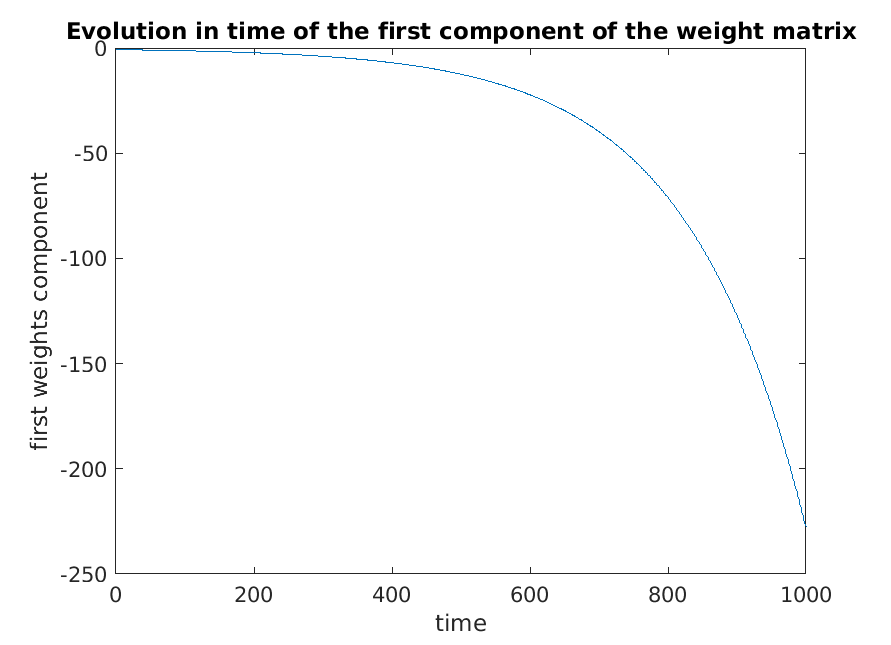 Evolution in time of the first component of the weight matrix
0
-50
-100
-150
-200
-250
first weights component
0 200 400 600 800 1000
time